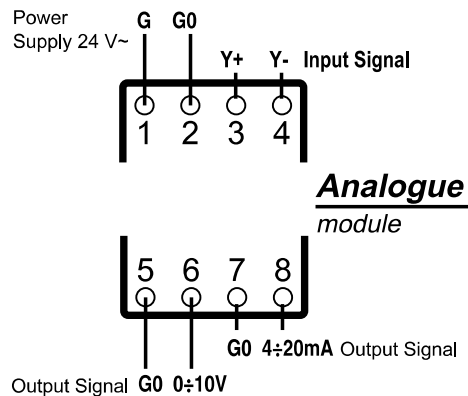 Power G G0
Supply 24 V~
Y+ Y- Input Signal
1 2 3 4
Analogue
module
5 6 7 8
G0 4÷20mA Output Signal
Output Signal G0 0÷10V